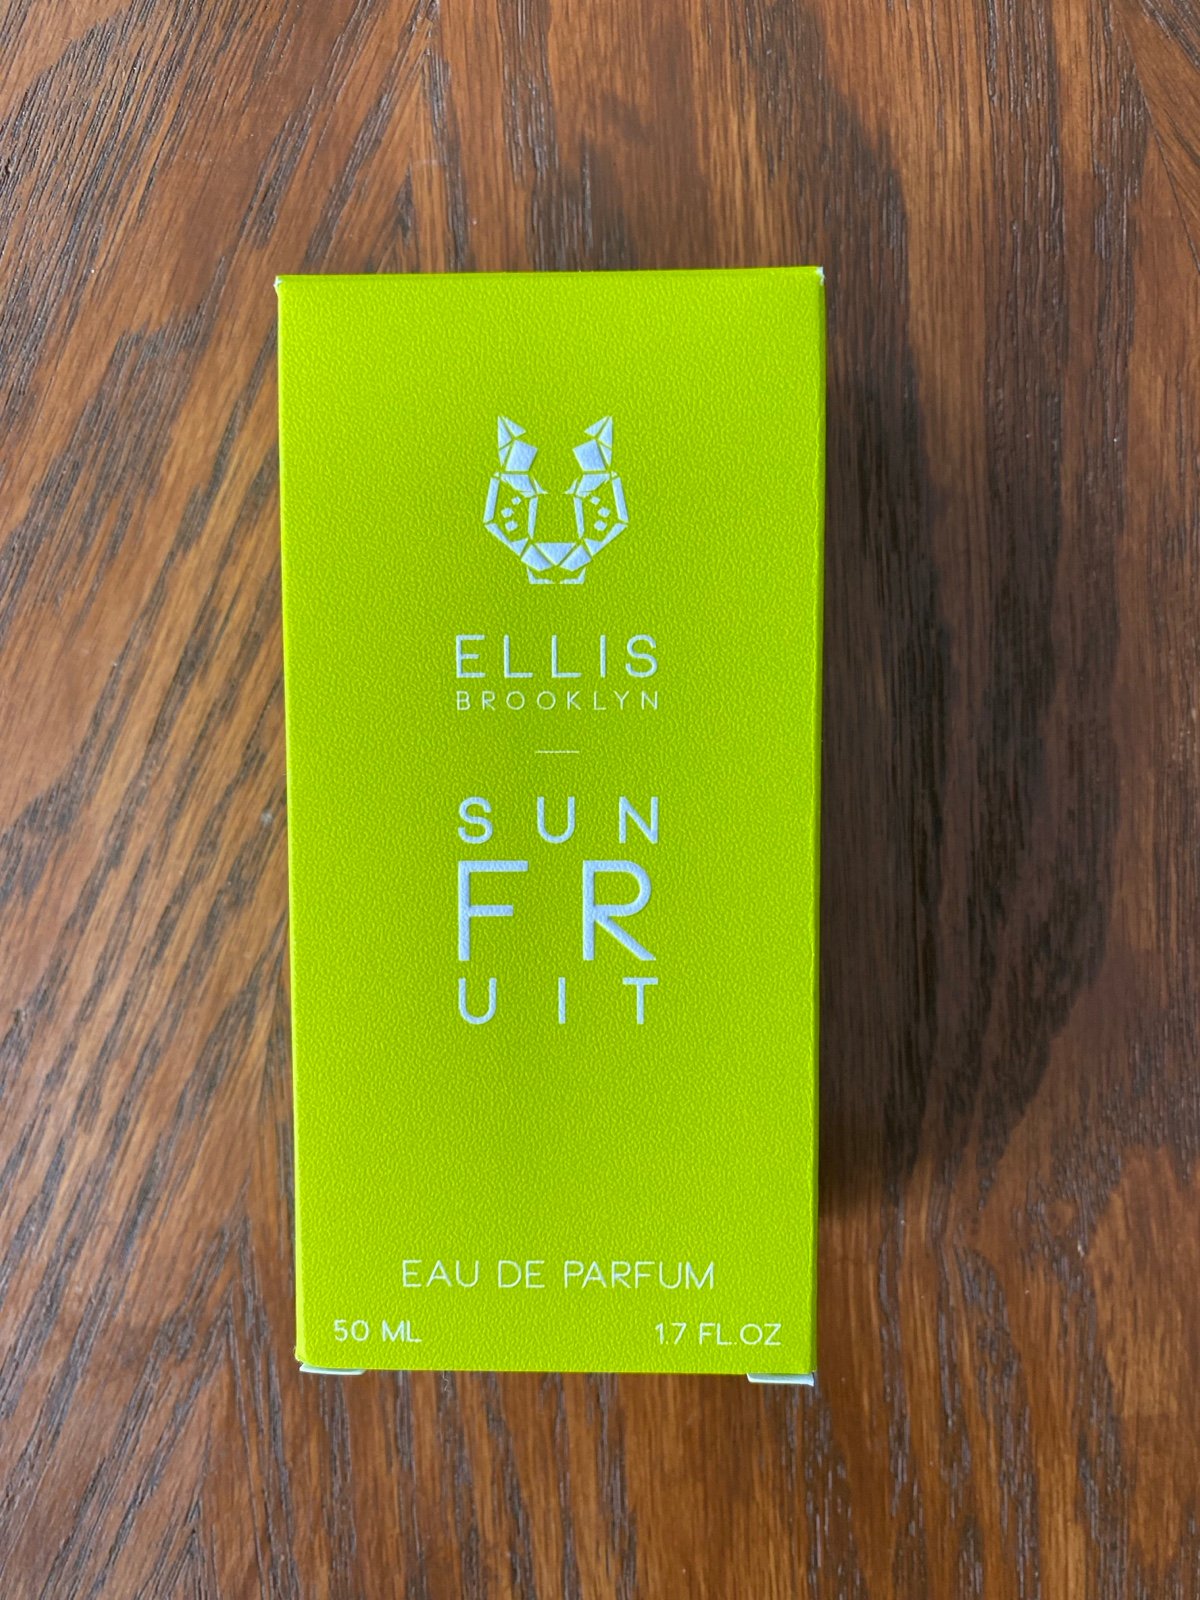 ELLIS
BROOKLYN
SUN
FR
UIT
EAU DE PARFUM
50 ML 1.7 FL.OZ